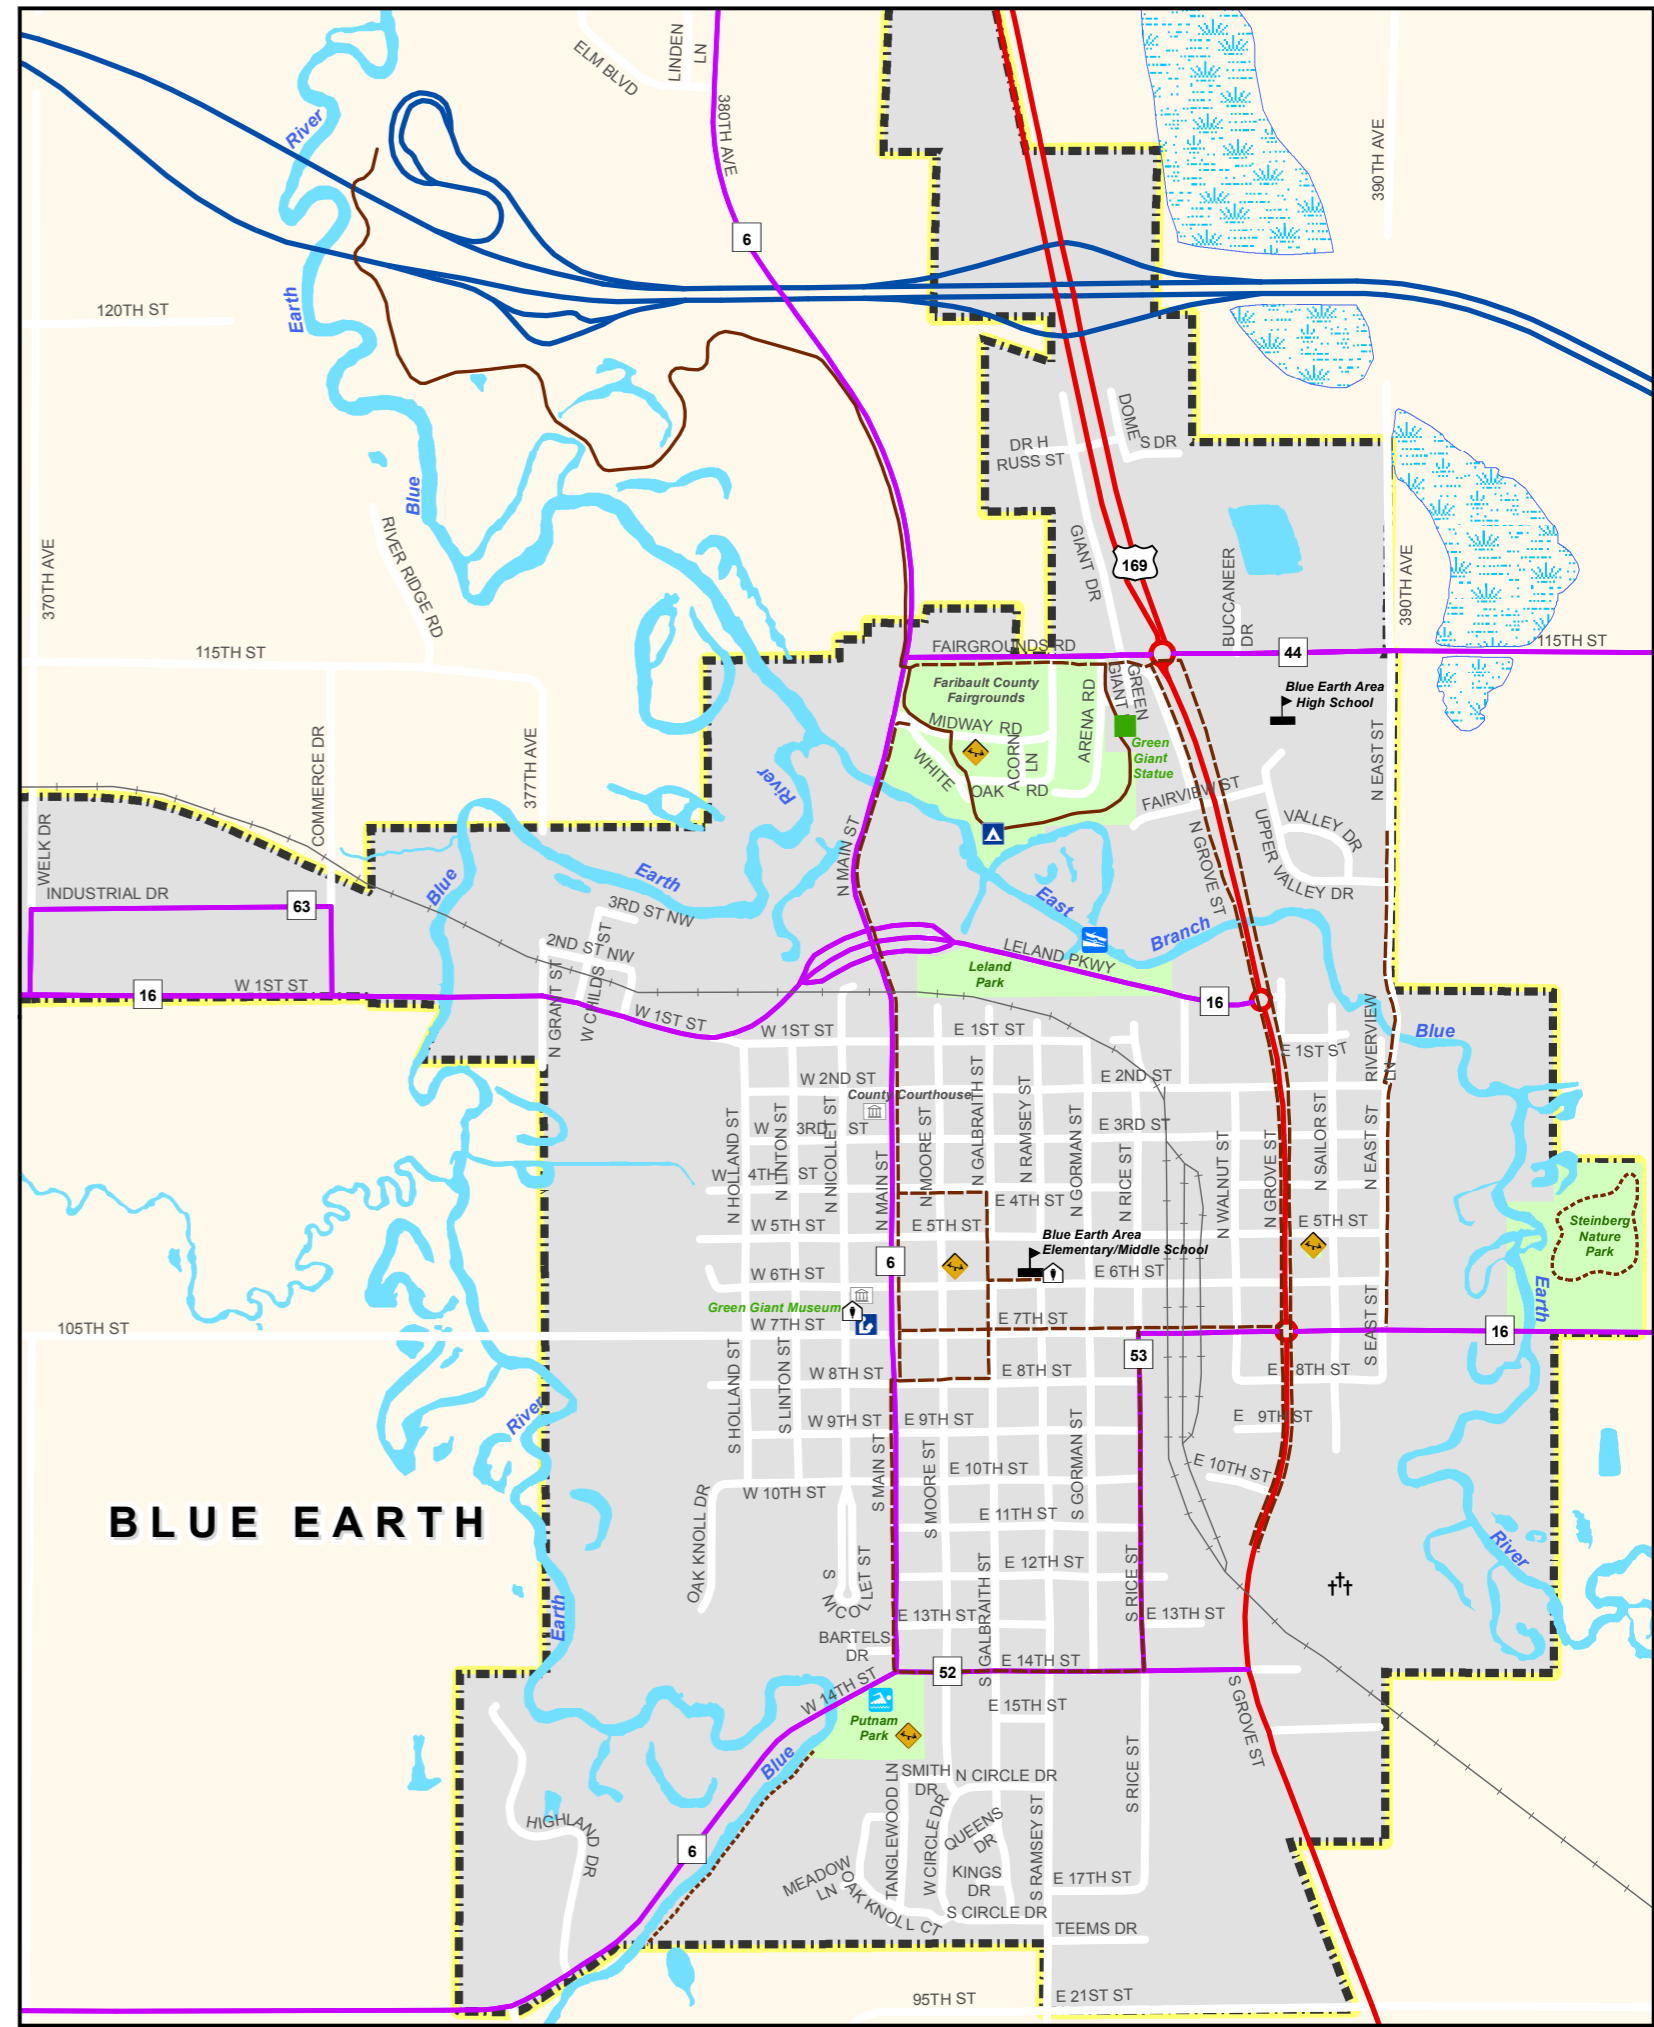 ELM BLVD
LINDEN
LN
380TH AVE
390TH AVE
River
6
Earth
120TH ST
DOME
S DR
DR H
RUSS ST
Blue
RIVER RIDGE RD
370TH AVE
GIANT DR
169
BUCCANEER
DR
390TH AVE
115TH ST
FAIRGROUNDS RD
44
115TH ST
Faribault County
Fairgrounds
GREEN
GIANT
Blue Earth Area
High School
MIDWAY RD
ARENA RD
ACORN
LN
WHITE
OAK RD
Green
Giant
Statue
N EAST ST
COMMERCE DR
377TH AVE
River
FAIRVIEW ST
UPPER VALLEY DR
VALLEY DR
N GROVE ST
N MAIN ST
WELK DR
INDUSTRIAL DR
63
Blue
Earth
3RD ST NW
2ND ST NW
East
Branch
LELAND PKWY
Leland
Park
W 1ST ST
16
16
N GRANT ST
W CHILDS ST
W 1ST ST
W 1ST ST
E 1ST ST
E 1ST ST
RIVERVIEW
LN
Blue
W 2ND ST
E 2ND ST
County Courthouse
W 3RD ST
E 3RD ST
N HOLLAND ST
N LINTON ST
N NICOLLET ST
N MAIN ST
N MOORE ST
N GALBRAITH ST
N RAMSEY ST
N GORMAN ST
N RICE ST
N WALNUT ST
N GROVE ST
N SAILOR ST
N EAST ST
W 4TH ST
E 4TH ST
W 5TH ST
E 5TH ST
E 5TH ST
Steinberg
Nature
Park
Blue Earth Area
Elementary/Middle School
6
W 6TH ST
E 6TH ST
Earth
Green Giant Museum
W 7TH ST
E 7TH ST
105TH ST
16
53
S EAST ST
S HOLLAND ST
S LINTON ST
W 8TH ST
E 8TH ST
E 8TH ST
River
W 9TH ST
E 9TH ST
E 9TH ST
S MAIN ST
S MOORE ST
S GORMAN ST
E 10TH ST
E 10TH ST
W 10TH ST
OAK KNOLL DR
BLUE EARTH
E 11TH ST
River
E 12TH ST
S
NICOLLET ST
S GALBRAITH ST
S RICE ST
Earth
E 13TH ST
E 13TH ST
BARTELS
DR
E 14TH ST
52
W 14TH ST
E 15TH ST
S GROVE ST
Putnam
Park
Blue
S RICE ST
SMITH
DR
N CIRCLE DR
TANGLEWOOD LN
W CIRCLE DR
QUEENS
DR
S RAMSEY ST
HIGHLAND DR
6
MEADOW
LN
KINGS
DR
E 17TH ST
OAK KNOLL CT
S CIRCLE DR
TEEMS DR
95TH ST
E 21ST ST